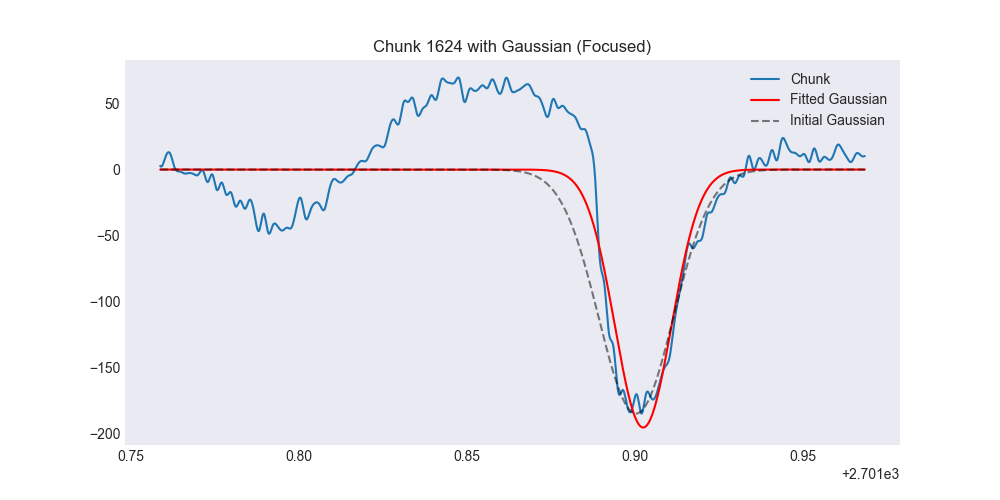 Chunk 1624 with Gaussian (Focused)
Chunk
Fitted Gaussian
Initial Gaussian
50
0
−50
−100
−150
−200
0.75 0.80 0.85 0.90 0.95
+2.701e3